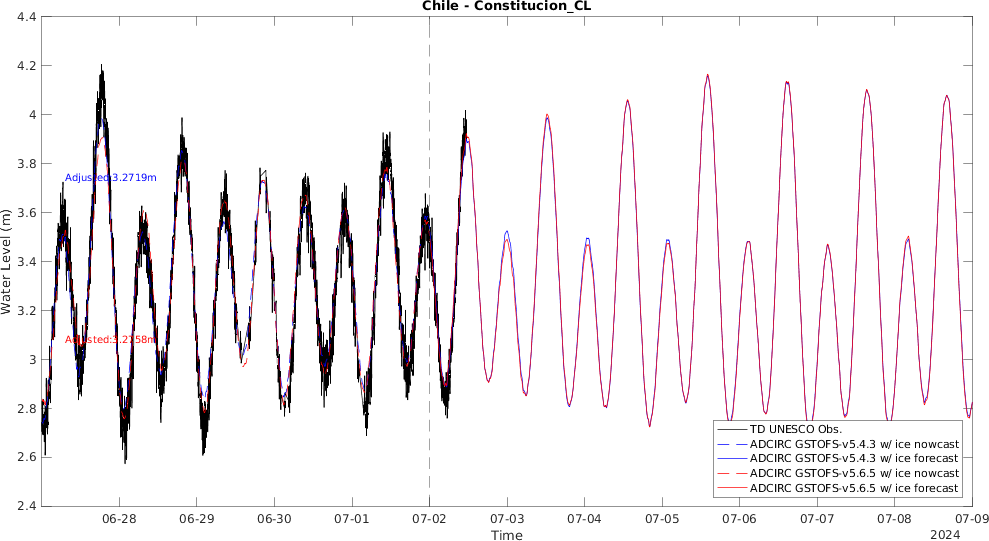 Chile - Constitucion_CL
4.4
4.2
4
3.8
3.6
3.4
3.2
3
2.8
2.6
2.4
Water Level (m)
Adjusted:3.2719m
Adjusted:3.2758m
TD UNESCO Obs.
ADCIRC GSTOFS-v5.4.3 w/ ice nowcast
ADCIRC GSTOFS-v5.4.3 w/ ice forecast
ADCIRC GSTOFS-v5.6.5 w/ ice nowcast
ADCIRC GSTOFS-v5.6.5 w/ ice forecast
06-28 06-29 06-30 07-01 07-02 07-03 07-04 07-05 07-06 07-07 07-08 07-09
Time
2024